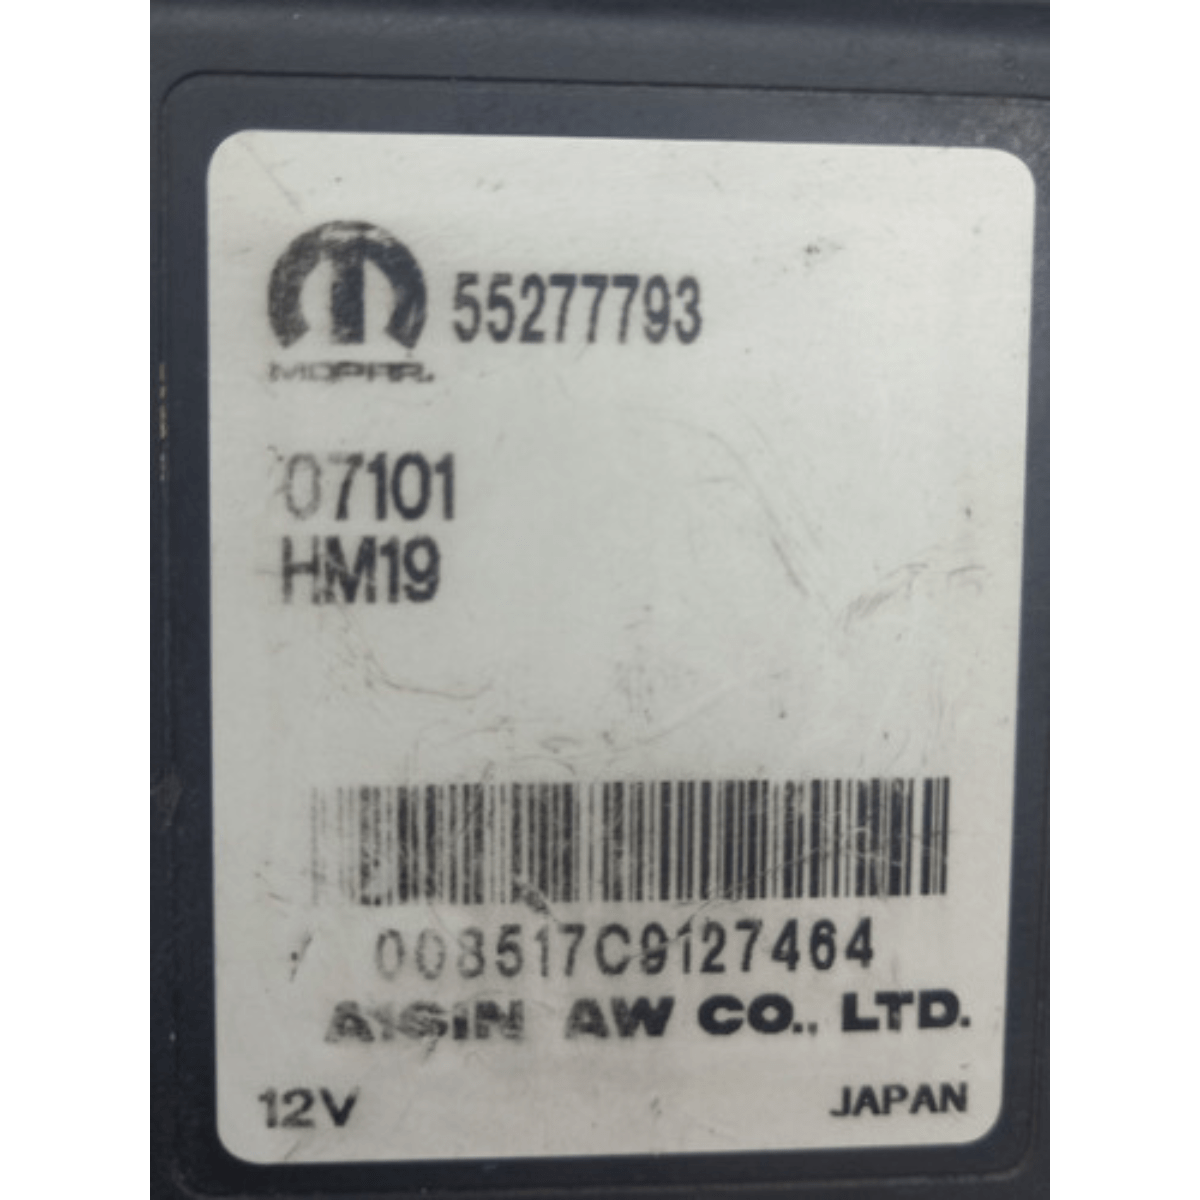 MOPAR. 55277793
07101
HM19
008517C9127464
AISIN AW CO., LTD.
12V JAPAN